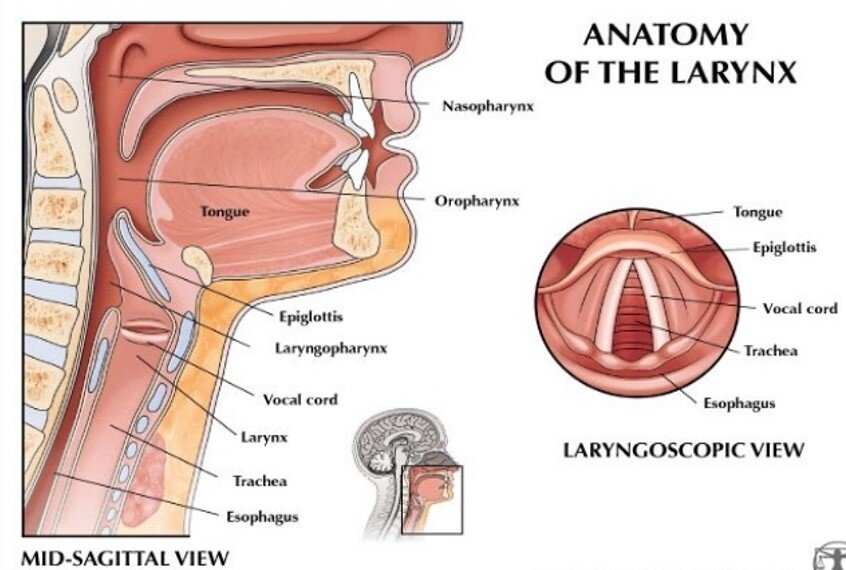 ANATOMY
OF THE LARYNX
Nasopharynx
Oropharynx
Tongue
Epiglottis
Laryngopharynx
Vocal cord
Larynx
Trachea
Esophagus
MID-SAGITTAL VIEW
Tongue
Epiglottis
Vocal cord
Trachea
Esophagus
LARYNGOSCOPIC VIEW